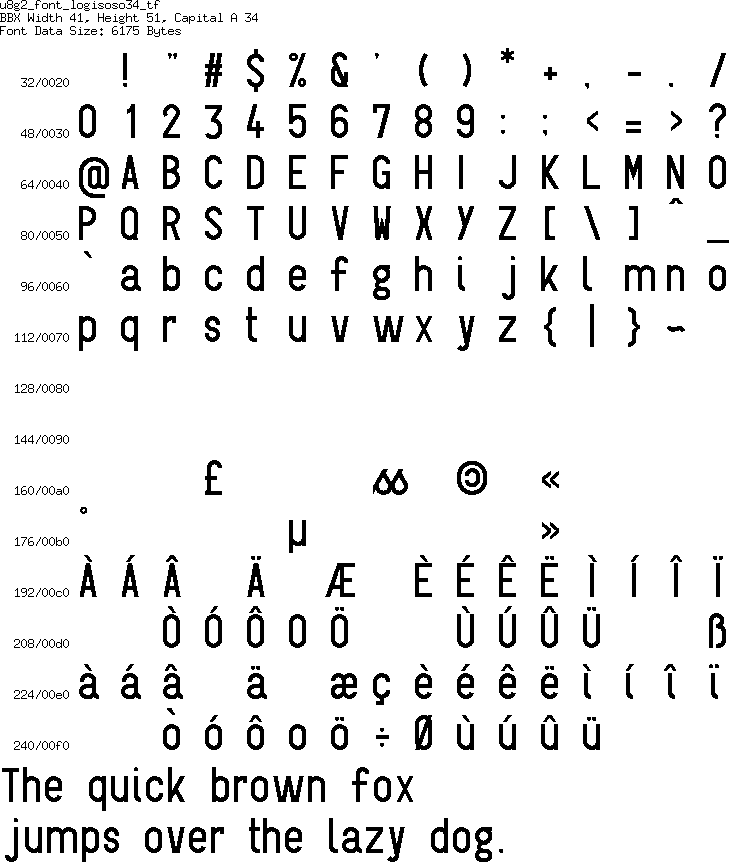 u8g2_font_logisoso34_tf
BBX Width 41, Height 51, Capital A 34
Font Data Size: 6175 Bytes
32/0020 ! " # $ % & ' ( ) * + , - . /
48/0030 0 1 2 3 4 5 6 7 8 9 : ; < = > ?
64/0040 @ A B C D E F G H I J K L M N O
80/0050 P Q R S T U V W X Y Z [ \ ] ^ _
96/0060 ` a b c d e f g h i j k l m n o
112/0070 p q r s t u v w x y z { | } ~
128/0080
144/0090
160/00a0 £ © «
176/00b0 ° µ »
192/00c0 À Á Â Ä Æ È É Ê Ë Ì Í Î Ï
208/00d0 Ò Ó Ô O Ö Ù Ú Û Ü ß
224/00e0 à á â ä æ ç è é ê ë ì í î ï
240/00f0 ò ó ô o ö ÷ Ø ù ú û ü
The quick brown fox
jumps over the lazy dog.